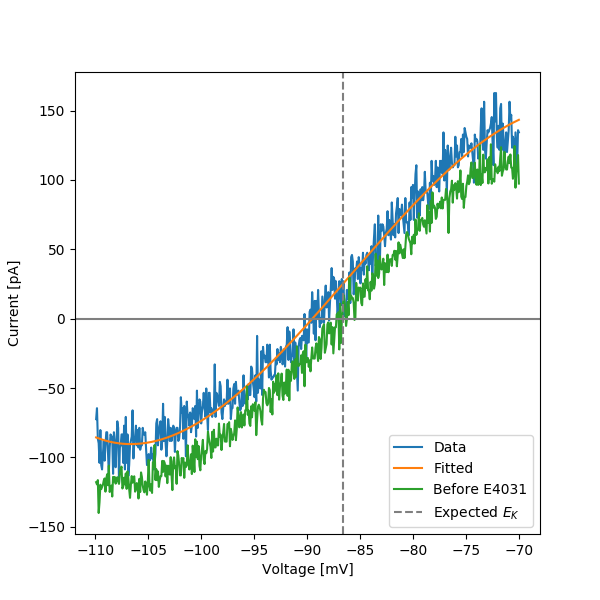 150
100
50
0
−50
−100
−150
Current [pA]
−110 −105 −100 −95 −90 −85 −80 −75 −70
Voltage [mV]
Data
Fitted
Before E4031
Expected E_K